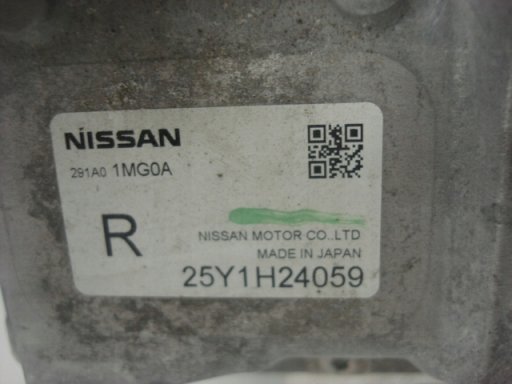 NISSAN
291A0 1MG0A
R
NISSAN MOTOR CO.,LTD
MADE IN JAPAN
25Y1H24059